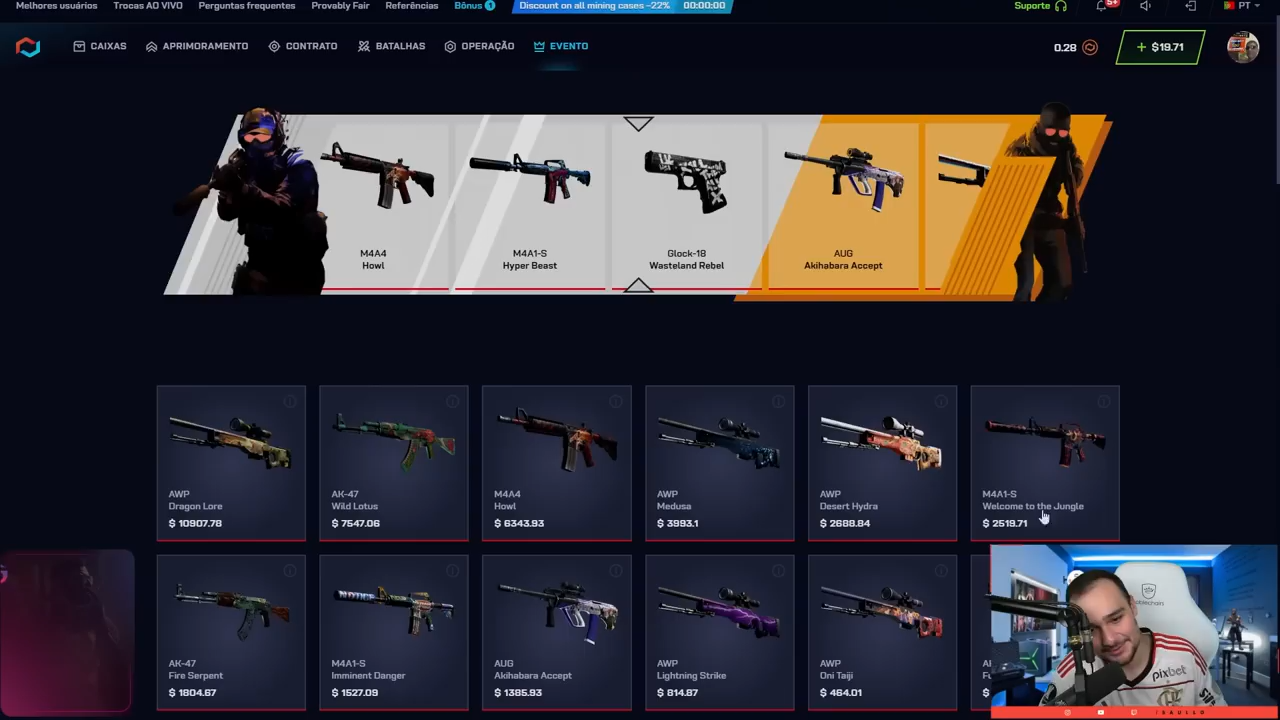 Melhores usuários Trocas AO VIVO Perguntas frequentes Provably Fair Referências Bônus 1 Discount on all mining cases −22% 00:00:00 Suporte 5+ PT
CAIXAS APRIMORAMENTO CONTRATO BATALHAS OPERAÇÃO EVENTO 0.28 + $19.71
M4A4 M4A1-S Glock-18 AUG
Howl Hyper Beast Wasteland Rebel Akihabara Accept
AWP AK-47 M4A4 AWP AWP M4A1-S
Dragon Lore Wild Lotus Howl Medusa Desert Hydra Welcome to the Jungle
$ 10907.78 $ 7547.06 $ 6343.93 $ 3993.1 $ 2688.84 $ 2519.71
AK-47 M4A1-S AUG AWP AWP
Fire Serpent Imminent Danger Akihabara Accept Lightning Strike Oni Taiji
$ 1804.67 $ 1527.09 $ 1385.93 $ 814.87 $ 464.01 $
noblechairs
pixbet
/SAULLO